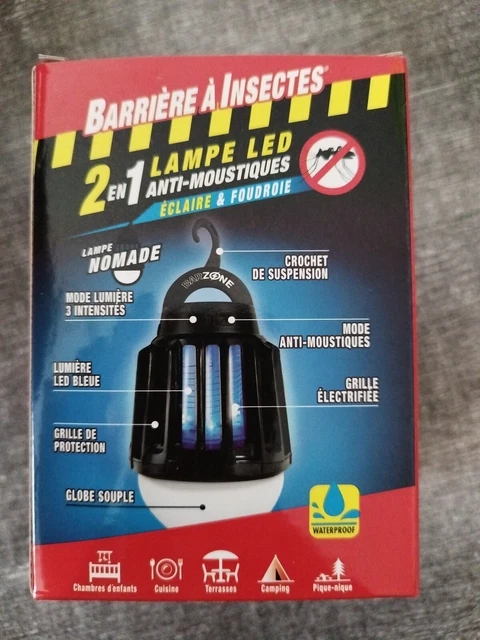 BARRIÈRE À INSECTES®
2 EN 1 LAMPE LED
ANTI-MOUSTIQUES
ÉCLAIRE & FOUDROIE
LAMPE
NOMADE
BARZONE
CROCHET
DE SUSPENSION
MODE LUMIÈRE
3 INTENSITÉS
MODE
ANTI-MOUSTIQUES
LUMIÈRE
LED BLEUE
GRILLE
ÉLECTRIFIÉE
GRILLE DE
PROTECTION
GLOBE SOUPLE
WATERPROOF
Chambres d'enfants
Cuisine
Terrasses
Camping
Pique-nique